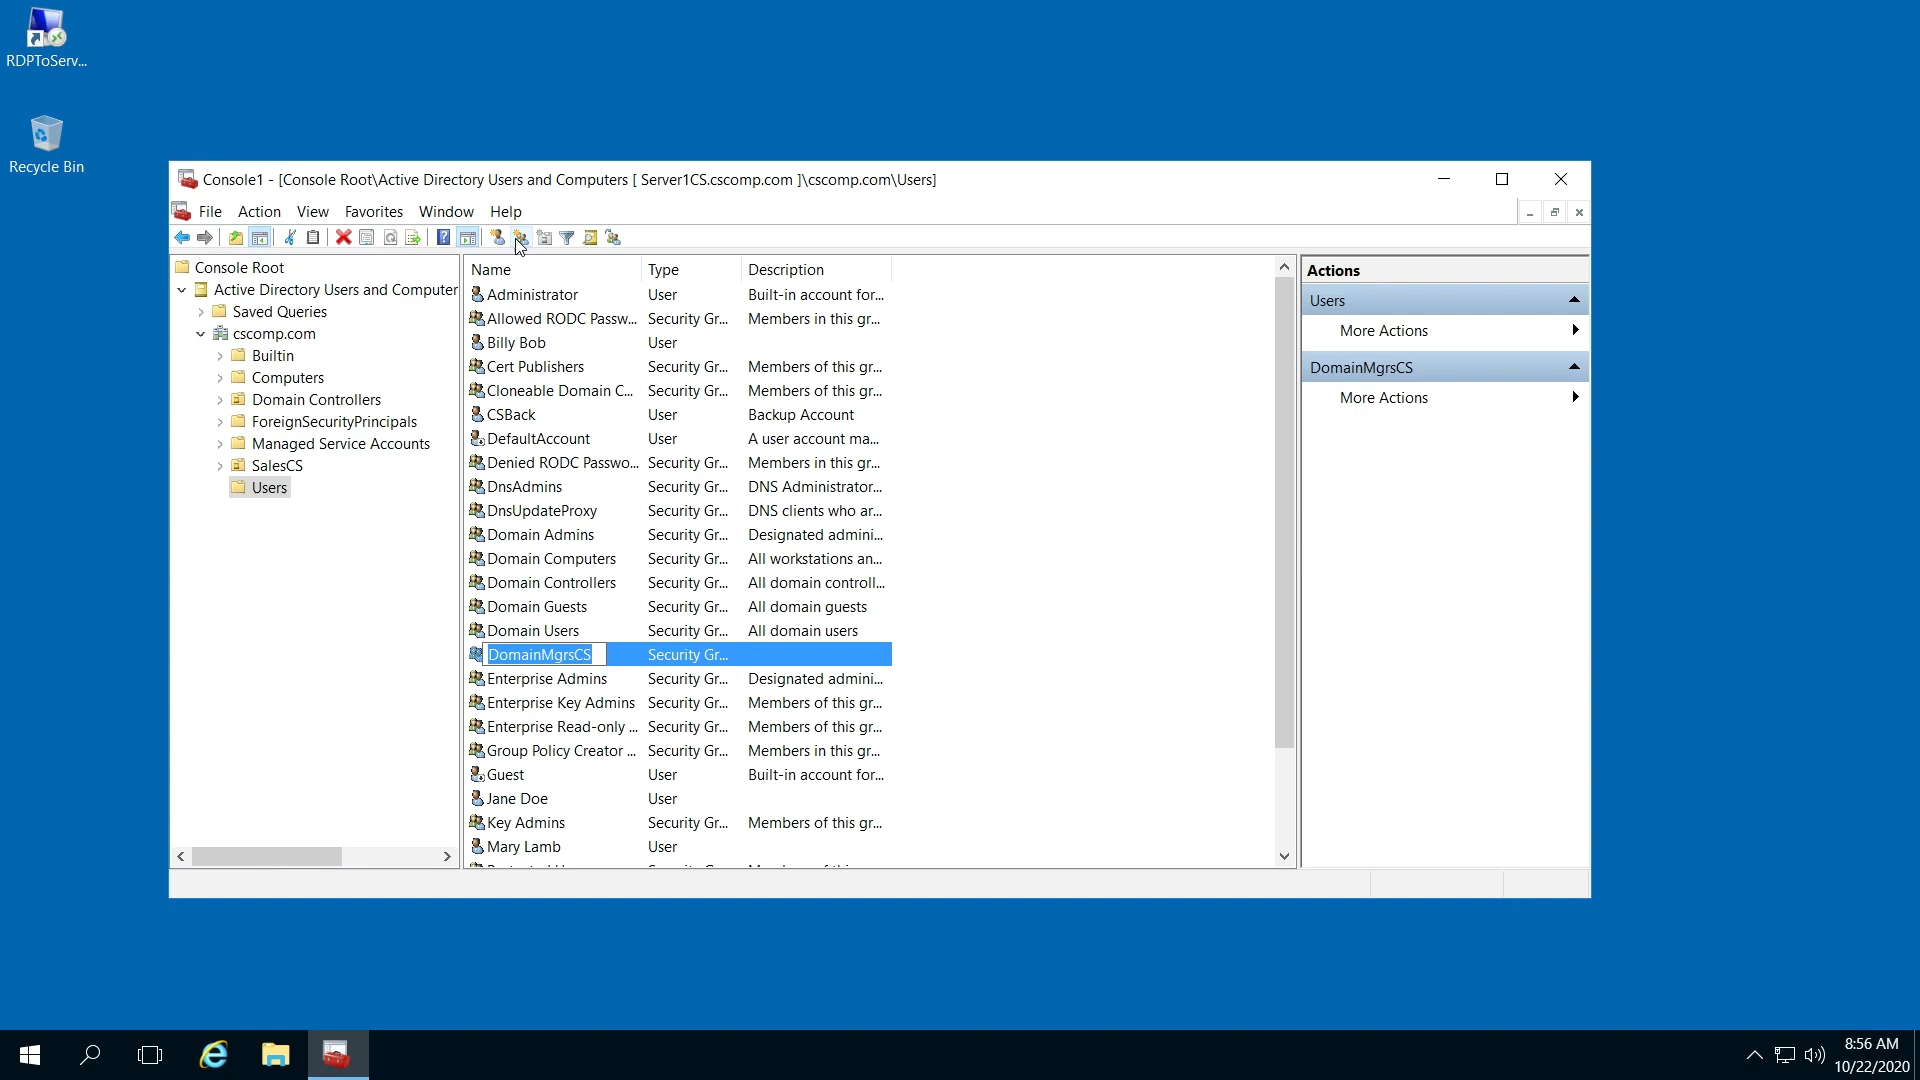 RDPToServ...
Recycle Bin
Console1 - [Console Root\Active Directory Users and Computers [ Server1CS.cscomp.com ]\cscomp.com\Users]
File Action View Favorites Window Help
Console Root
Active Directory Users and Computer
Saved Queries
cscomp.com
Builtin
Computers
Domain Controllers
ForeignSecurityPrincipals
Managed Service Accounts
SalesCS
Users
Name Type Description
Administrator User Built-in account for...
Allowed RODC Passw... Security Gr... Members in this gr...
Billy Bob User
Cert Publishers Security Gr... Members of this gr...
Cloneable Domain C... Security Gr... Members of this gr...
CSBack User Backup Account
DefaultAccount User A user account ma...
Denied RODC Passwo... Security Gr... Members in this gr...
DnsAdmins Security Gr... DNS Administrator...
DnsUpdateProxy Security Gr... DNS clients who ar...
Domain Admins Security Gr... Designated admini...
Domain Computers Security Gr... All workstations an...
Domain Controllers Security Gr... All domain controll...
Domain Guests Security Gr... All domain guests
Domain Users Security Gr... All domain users
DomainMgrsCS Security Gr...
Enterprise Admins Security Gr... Designated admini...
Enterprise Key Admins Security Gr... Members of this gr...
Enterprise Read-only ... Security Gr... Members of this gr...
Group Policy Creator ... Security Gr... Members in this gr...
Guest User Built-in account for...
Jane Doe User
Key Admins Security Gr... Members of this gr...
Mary Lamb User
Actions
Users
More Actions
DomainMgrsCS
More Actions
8:56 AM
10/22/2020